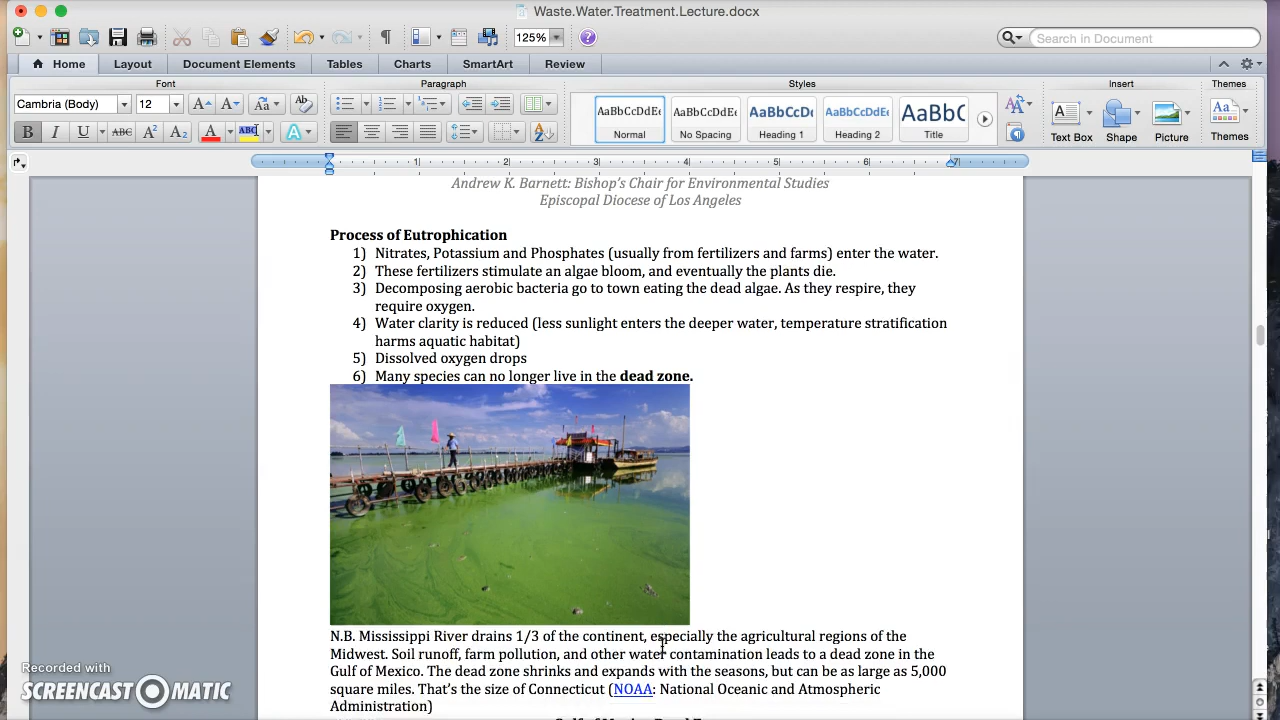 Waste.Water.Treatment.Lecture.docx
125%
Search in Document
Home Layout Document Elements Tables Charts SmartArt Review
Font Paragraph Styles Insert Themes
Cambria (Body) 12
AaBbCcDdEe AaBbCcDdEe AaBbCcDc AaBbCcDdEe AaBbC
Normal No Spacing Heading 1 Heading 2 Title
Text Box Shape Picture Themes
Andrew K. Barnett: Bishop's Chair for Environmental Studies
Episcopal Diocese of Los Angeles
Process of Eutrophication
1) Nitrates, Potassium and Phosphates (usually from fertilizers and farms) enter the water.
2) These fertilizers stimulate an algae bloom, and eventually the plants die.
3) Decomposing aerobic bacteria go to town eating the dead algae. As they respire, they
require oxygen.
4) Water clarity is reduced (less sunlight enters the deeper water, temperature stratification
harms aquatic habitat)
5) Dissolved oxygen drops
6) Many species can no longer live in the dead zone.
N.B. Mississippi River drains 1/3 of the continent, especially the agricultural regions of the
Midwest. Soil runoff, farm pollution, and other water contamination leads to a dead zone in the
Gulf of Mexico. The dead zone shrinks and expands with the seasons, but can be as large as 5,000
square miles. That's the size of Connecticut (NOAA: National Oceanic and Atmospheric
Administration)
Recorded with
SCREENCAST-O-MATIC